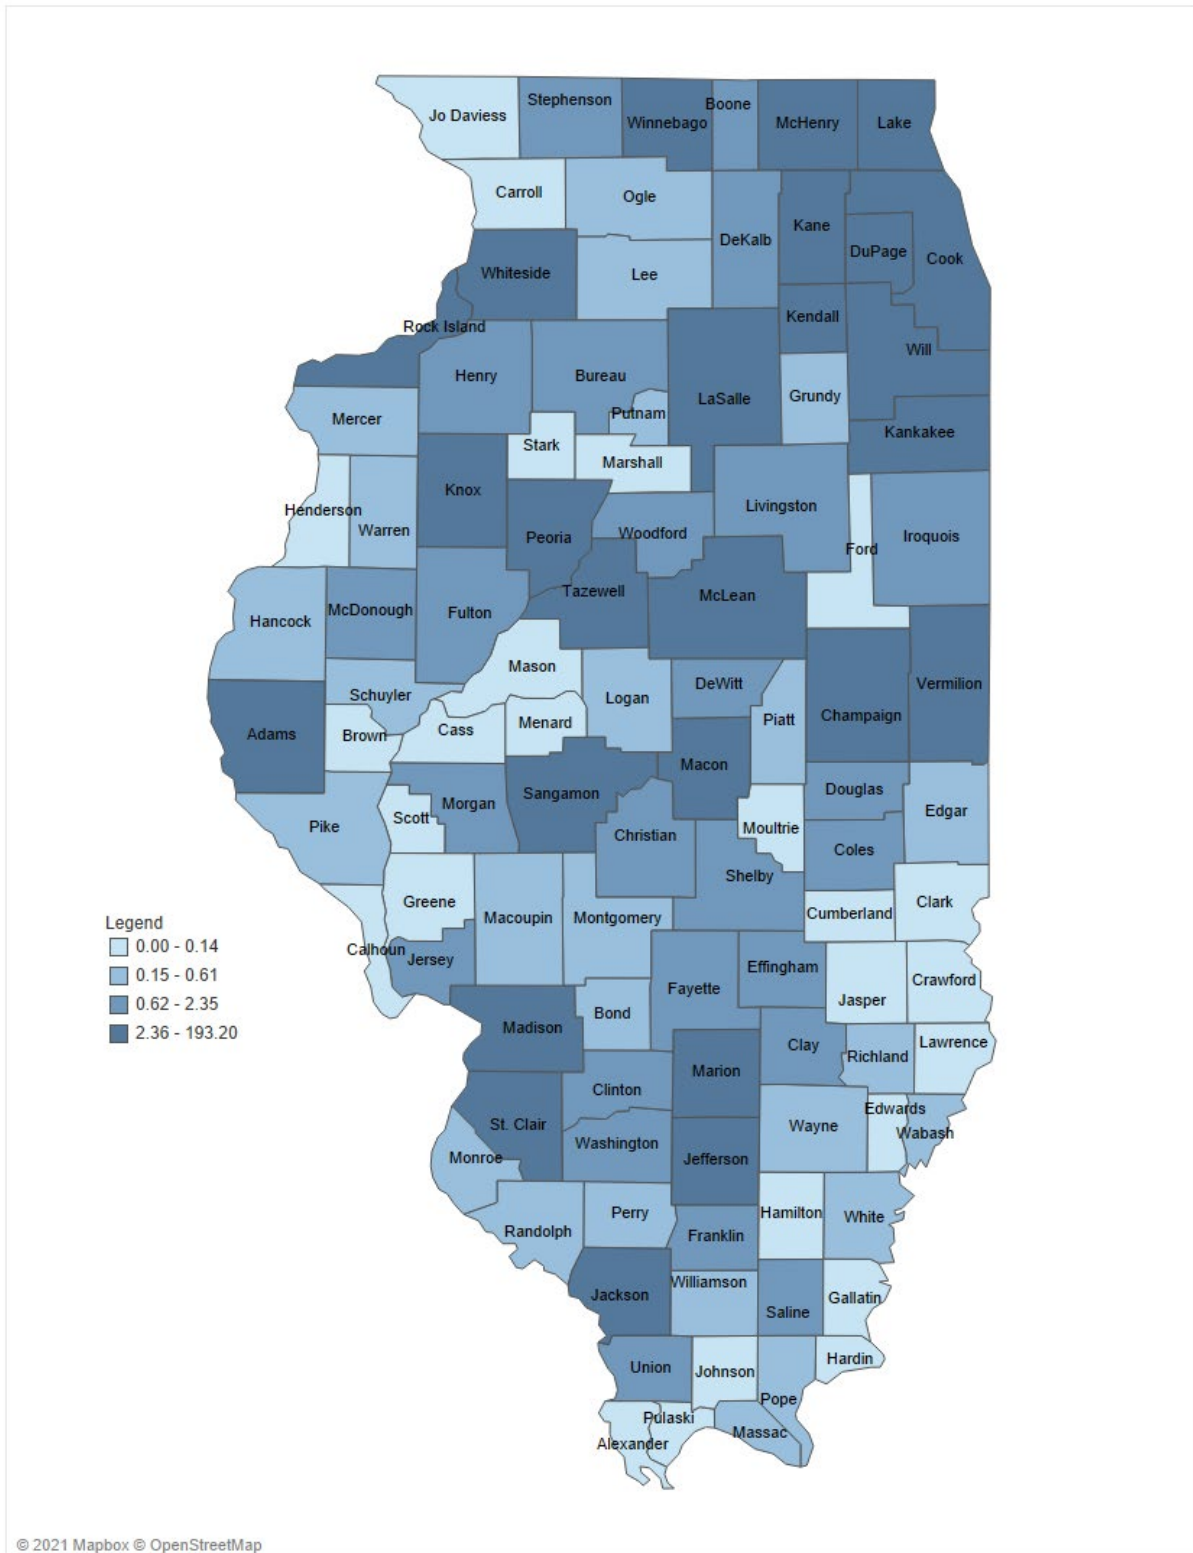 Jo Daviess
Stephenson
Winnebago
Boone
McHenry
Lake
Carroll
Ogle
DeKalb
Kane
DuPage
Cook
Whiteside
Lee
Rock Island
Kendall
Will
Henry
Bureau
Putnam
LaSalle
Grundy
Mercer
Kankakee
Stark
Marshall
Knox
Henderson
Warren
Peoria
Woodford
Livingston
Ford
Iroquois
Tazewell
McLean
Hancock
McDonough
Fulton
Mason
Schuyler
Logan
DeWitt
Piatt
Champaign
Vermilion
Adams
Brown
Cass
Menard
Macon
Sangamon
Pike
Scott
Morgan
Christian
Moultrie
Douglas
Edgar
Coles
Shelby
Greene
Macoupin
Montgomery
Cumberland
Clark
Legend
0.00 - 0.14
0.15 - 0.61
0.62 - 2.35
2.36 - 193.20
Calhoun
Jersey
Fayette
Effingham
Jasper
Crawford
Madison
Bond
Marion
Clay
Richland
Lawrence
Clinton
St. Clair
Washington
Jefferson
Wayne
Edwards
Wabash
Monroe
Randolph
Perry
Franklin
Hamilton
White
Jackson
Williamson
Saline
Gallatin
Union
Johnson
Pope
Hardin
Pulaski
Alexander
Massac
© 2021 Mapbox © OpenStreetMap